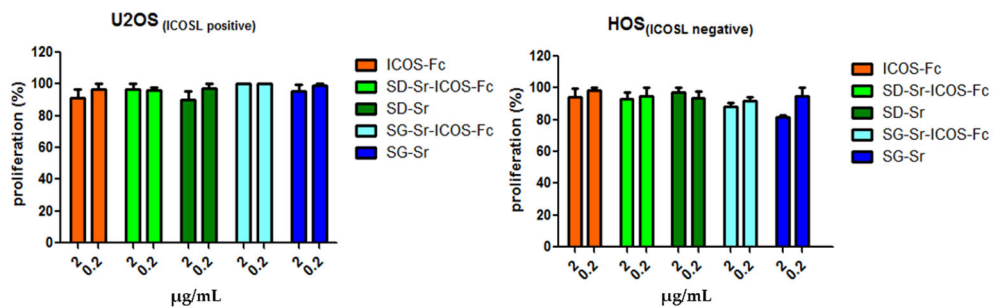 U2OS (ICOSL positive)
proliferation (%)
120
100
80
60
40
20
0
2 0.2 2 0.2 2 0.2 2 0.2 2 0.2
µg/mL
ICOS-Fc
SD-Sr-ICOS-Fc
SD-Sr
SG-Sr-ICOS-Fc
SG-Sr
HOS(ICOSL negative)
proliferation (%)
120
100
80
60
40
20
0
2 0.2 2 0.2 2 0.2 2 0.2 2 0.2
µg/mL
ICOS-Fc
SD-Sr-ICOS-Fc
SD-Sr
SG-Sr-ICOS-Fc
SG-Sr